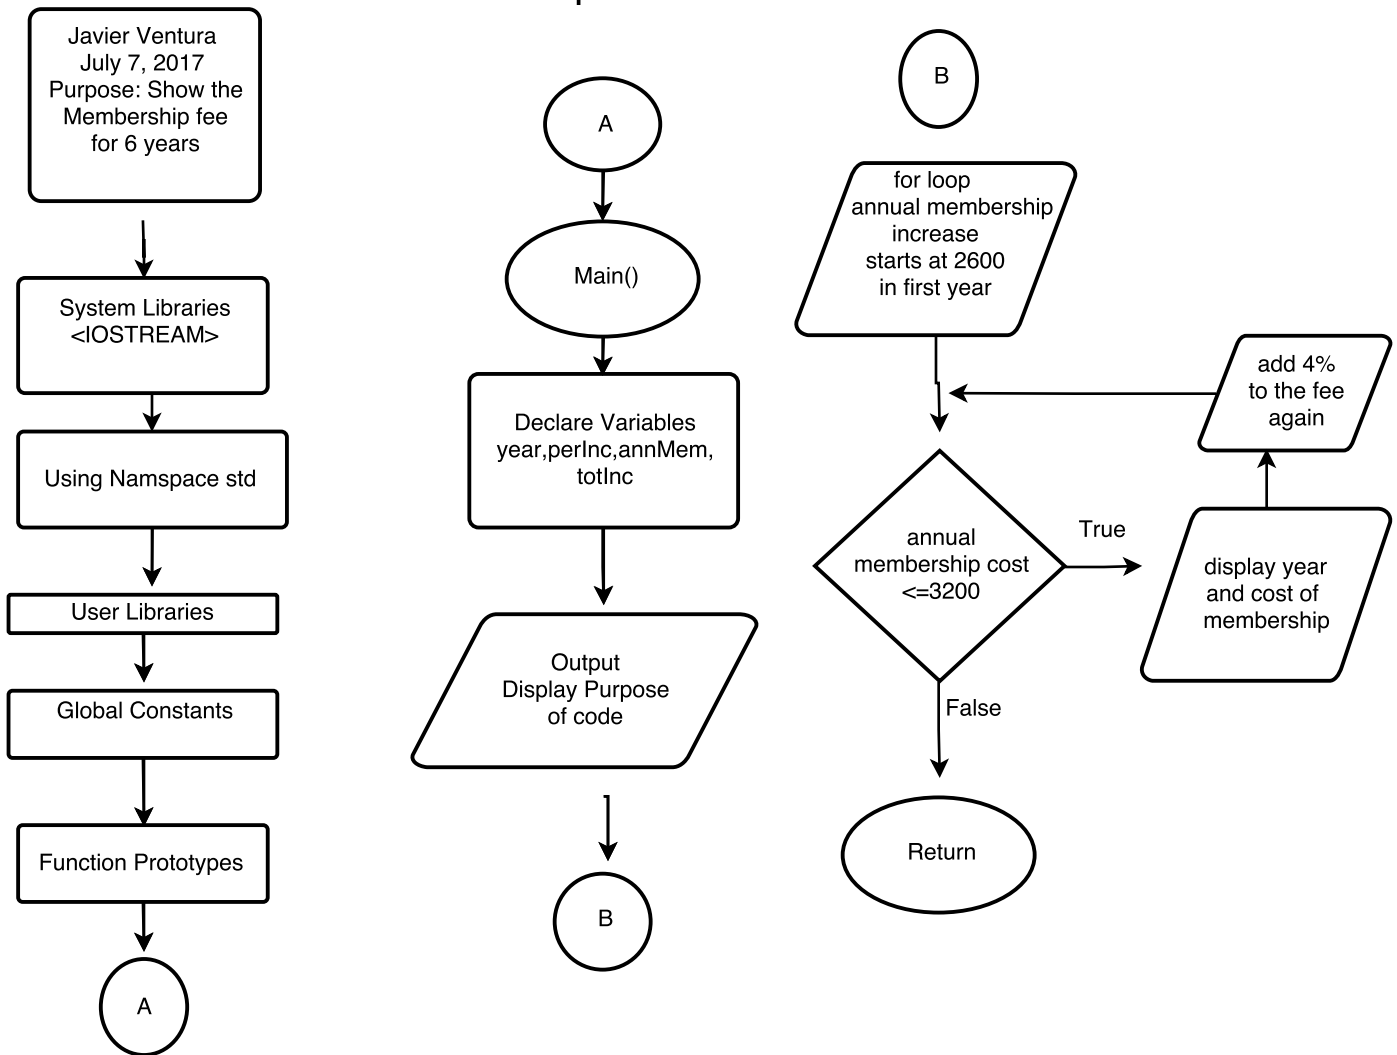 Javier Ventura
July 7, 2017
Purpose: Show the
Membership fee
for 6 years
System Libraries
<IOSTREAM>
Using Namspace std
User Libraries
Global Constants
Function Prototypes
A
A
Main()
Declare Variables
year,perInc,annMem,
totInc
Output
Display Purpose
of code
B
B
for loop
annual membership
increase
starts at 2600
in first year
annual
membership cost
<=3200
True
display year
and cost of
membership
add 4%
to the fee
again
False
Return